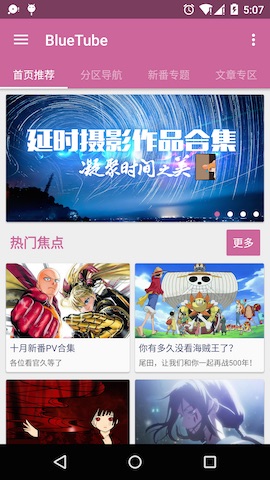 5:07
BlueTube
首页推荐 分区导航 新番专题 文章专区
延时摄影作品合集
凝聚时间之美
热门焦点 更多
十月新番PV合集
各位看官久等了
你有多久没看海贼王了?
尾田，让我们和你一起再战500年!